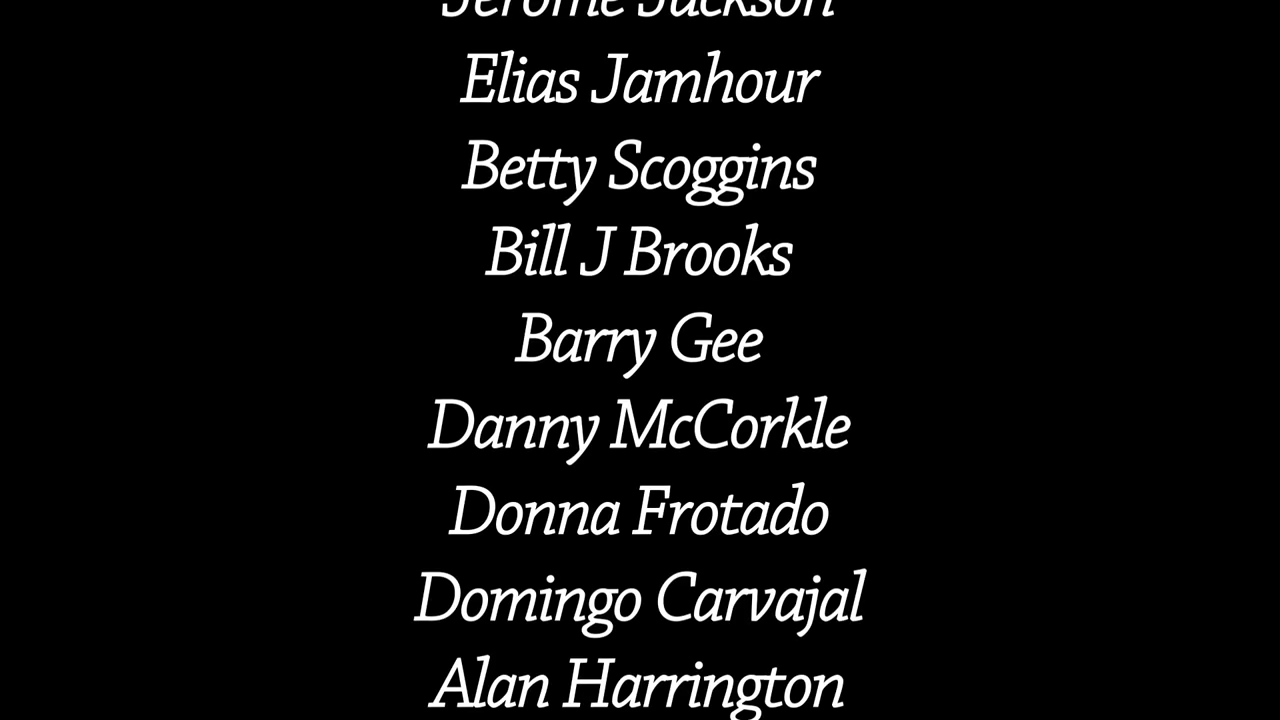 Jerome Jackson
Elias Jamhour
Betty Scoggins
Bill J Brooks
Barry Gee
Danny McCorkle
Donna Frotado
Domingo Carvajal
Alan Harrington